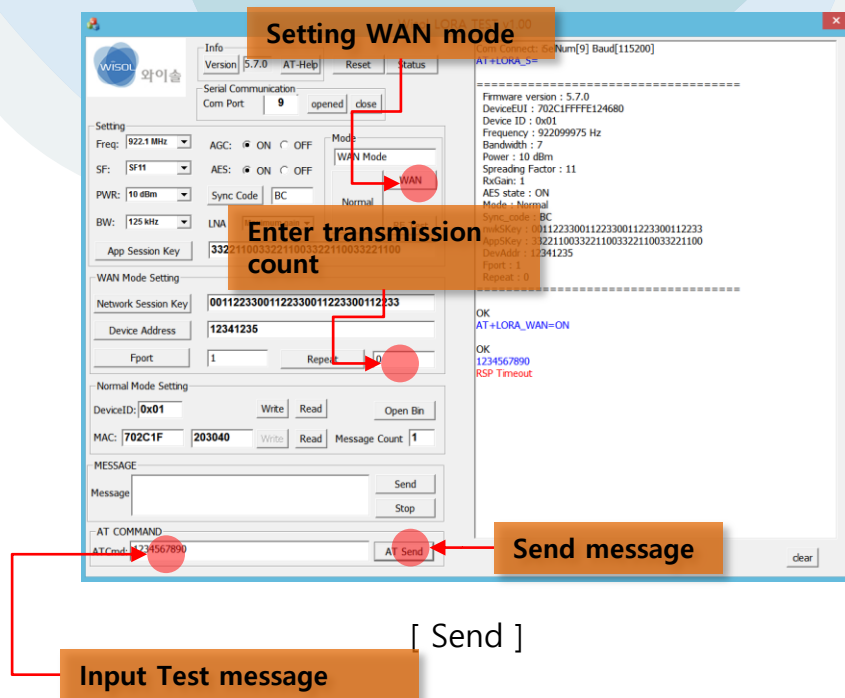 Setting WAN mode
Wisol LORA TEST v1.00
WISOL 와이솔
Info
Version 5.7.0 AT-Help Reset Status
Serial Communication
Com Port 9 opened close
Setting
Freq: 922.1 MHz AGC: ON OFF
SF: SF11 AES: ON OFF
PWR: 10 dBm Sync Code BC
BW: 125 kHz LNA
App Session Key 33221100332211003322110033221100
Mode
WAN Mode
WAN
Normal
Enter transmission
count
WAN Mode Setting
Network Session Key 00112233001122330011223300112233
Device Address 12341235
Fport 1 Repeat 0
Normal Mode Setting
DeviceID: 0x01 Write Read Open Bin
MAC: 702C1F 203040 Write Read Message Count 1
MESSAGE
Message
Send
Stop
AT COMMAND
ATCmd: 1234567890 AT Send
Com Connect: iSelNum[9] Baud[115200]
AT+LORA_S=
====================================
Firmware version : 5.7.0
DeviceEUI : 702C1FFFFE124680
Device ID : 0x01
Frequency : 922099975 Hz
Bandwidth : 7
Power : 10 dBm
Spreading Factor : 11
RxGain: 1
AES state : ON
Mode : Normal
Sync_code : BC
nwkSKey : 00112233001122330011223300112233
AppSKey : 33221100332211003322110033221100
DevAddr : 12341235
Fport : 1
Repeat : 0
====================================
OK
AT+LORA_WAN=ON
OK
1234567890
RSP Timeout
Send message
clear
[ Send ]
Input Test message